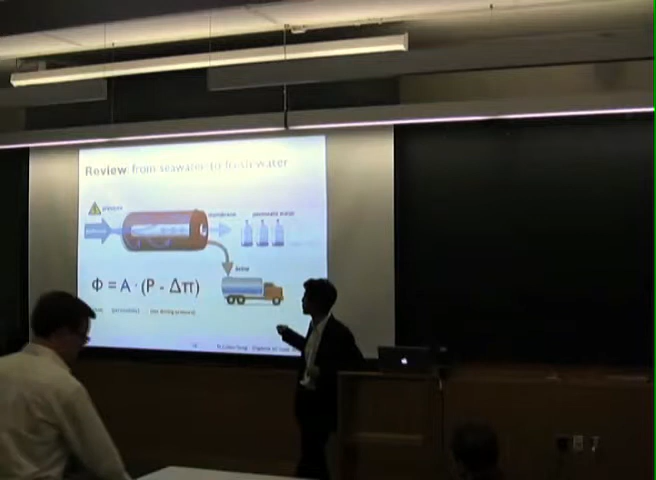 Review: from seawater to fresh water
pressure
membrane
permeate water
brine
Φ = A · (P - Δπ)
(permeability)
(net driving pressure)